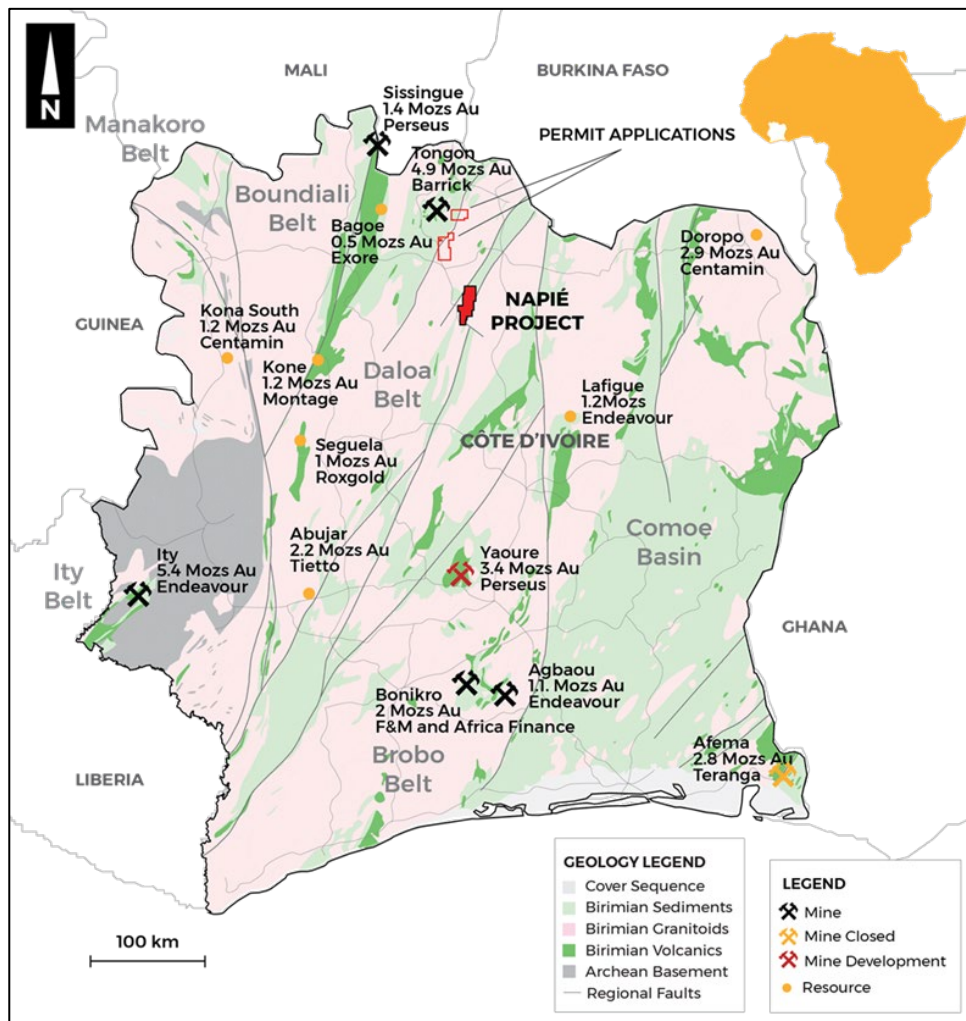 N
MALI
BURKINA FASO
Sissingue
1.4 Mozs Au
Perseus
Manakoro
Belt
PERMIT APPLICATIONS
Tongon
4.9 Mozs Au
Barrick
Boundiali
Belt
Bagoe
0.5 Mozs Au
Exore
Doropo
2.9 Mozs Au
Centamin
NAPIÉ
PROJECT
GUINEA
Kona South
1.2 Mozs Au
Centamin
Kone
1.2 Mozs Au
Montage
Daloa
Belt
Lafigue
1.2Mozs
Endeavour
CÔTE D'IVOIRE
Seguela
1 Mozs Au
Roxgold
Comoe
Basin
Abujar
2.2 Mozs Au
Tietto
Yaoure
3.4 Mozs Au
Perseus
Ity
5.4 Mozs Au
Endeavour
Ity
Belt
GHANA
Agbaou
1.1. Mozs Au
Endeavour
Bonikro
2 Mozs Au
F&M and Africa Finance
Brobo
Belt
Afema
2.8 Mozs Au
Teranga
LIBERIA
100 km
GEOLOGY LEGEND
Cover Sequence
Birimian Sediments
Birimian Granitoids
Birimian Volcanics
Archean Basement
Regional Faults
LEGEND
Mine
Mine Closed
Mine Development
Resource